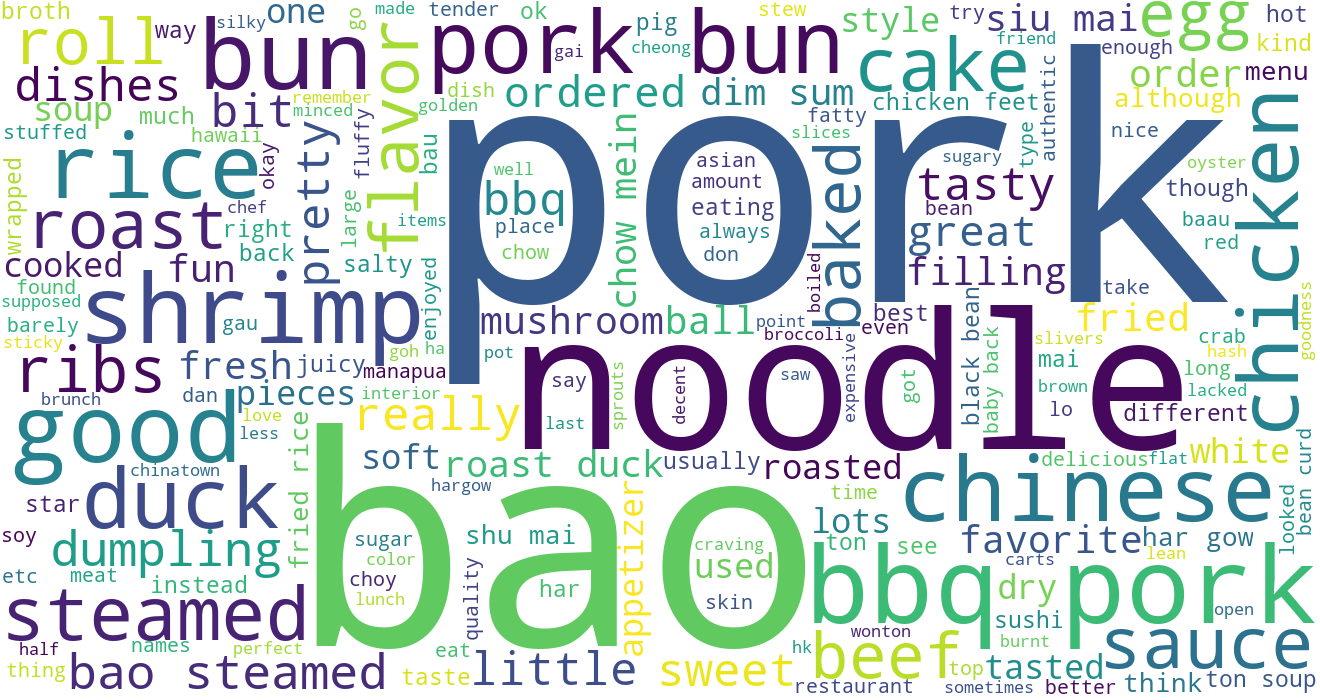 broth
roll
way
silky
one
go
made
tender
ok
pig
stew
style
try
siu mai
egg
hot
kind
dishes
bun
flavor
pork bun
gai
cheong
cake
friend
enough
order
menu
soup
much
bit
remember
minced
golden
dish
ordered
dim sum
fatty
chicken feet
type
authentic
although
stuffed
hawaii
pretty
fluffy
bau
pork
slices
nice
oyster
wrapped
rice
okay
large
chow mein
well
asian
baked
sugary
tasty
though
chicken
roast
chef
right
items
bbq
amount
eating
bean
baau
place
always
great
red
cooked
fun
back
salty
enjoyed
chow
don
boiled
filling
take
found
supposed
shrimp
gau
mushroom
ball
point
best
black bean
fried
goodness
barely
sticky
goh
ha
pot
broccoli
even
baby back
slivers
crab
hash
ribs
fresh
juicy
manapua
noodle
say
saw
expensive
got
mai
long
brunch
dan
pieces
interior
sprouts
decent
brown
lacked
good
love
less
really
last
lo
different
chinatown
fried rice
soft
roast duck
usually
roasted
delicious
flat
white
bean curd
star
duck
hargow
appetizer
time
chinese
looked
soy
dumpling
sugar
bao
shu mai
craving
lots
favorite
har gow
etc
meat
instead
color
choy
quality
har
used
ton
see
carts
lean
steamed
lunch
skin
bbq pork
dry
open
half
names
perfect
eat
hk
wonton
sushi
burnt
sauce
thing
bao steamed
taste
little
sweet
beef
top
tasted
restaurant
sometimes
better
think
ton soup